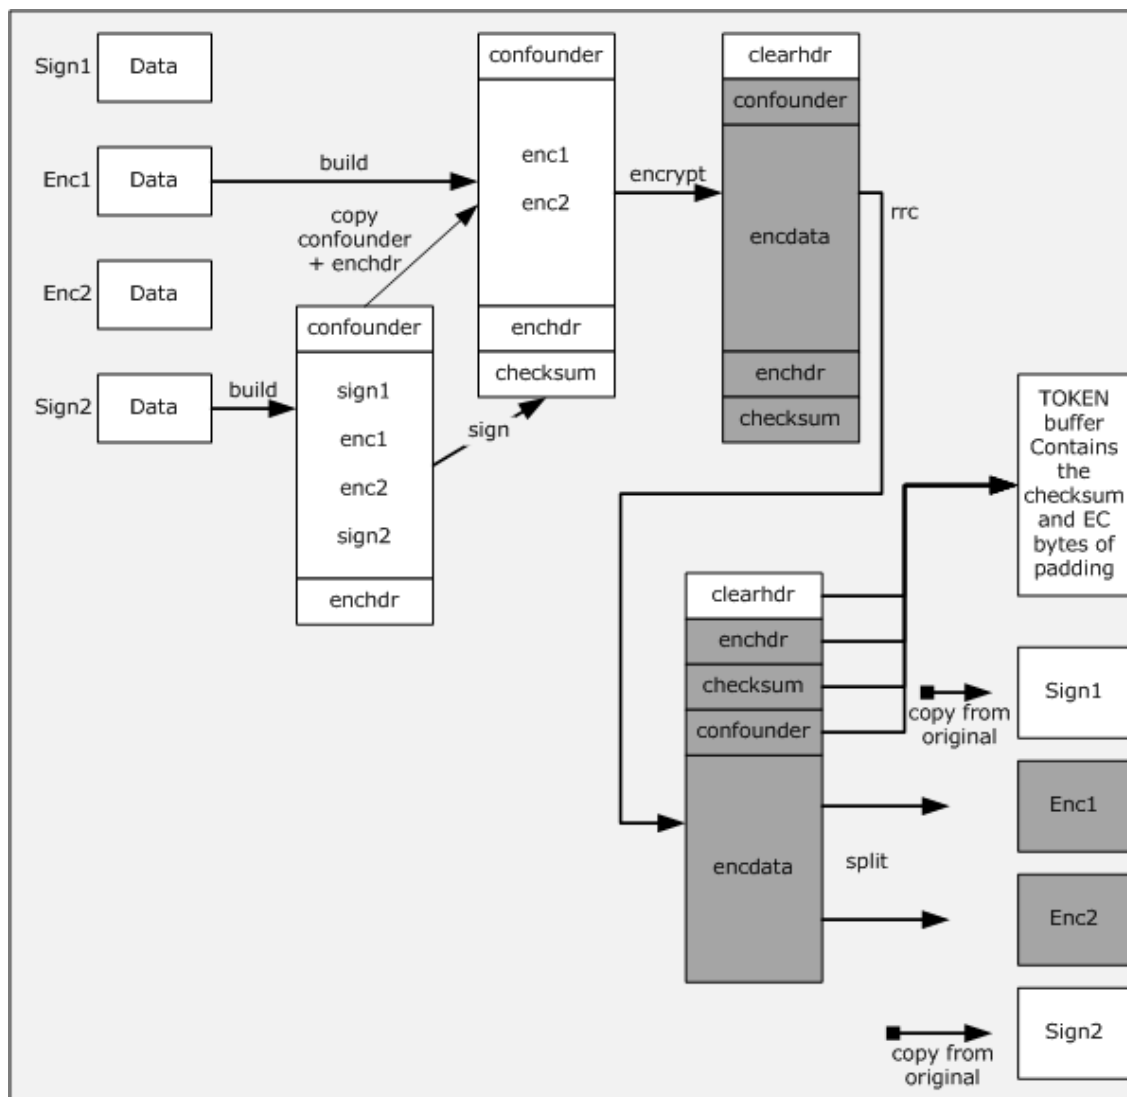 Sign1
Data
Enc1
Data
Enc2
Data
Sign2
Data
build
copy
confounder
+ enchdr
build
confounder
sign1
enc1
enc2
sign2
enchdr
sign
confounder
enc1
enc2
enchdr
checksum
encrypt
clearhdr
confounder
encdata
enchdr
checksum
rrc
clearhdr
enchdr
checksum
confounder
encdata
split
TOKEN
buffer
Contains
the
checksum
and EC
bytes of
padding
copy from
original
Sign1
Enc1
Enc2
copy from
original
Sign2